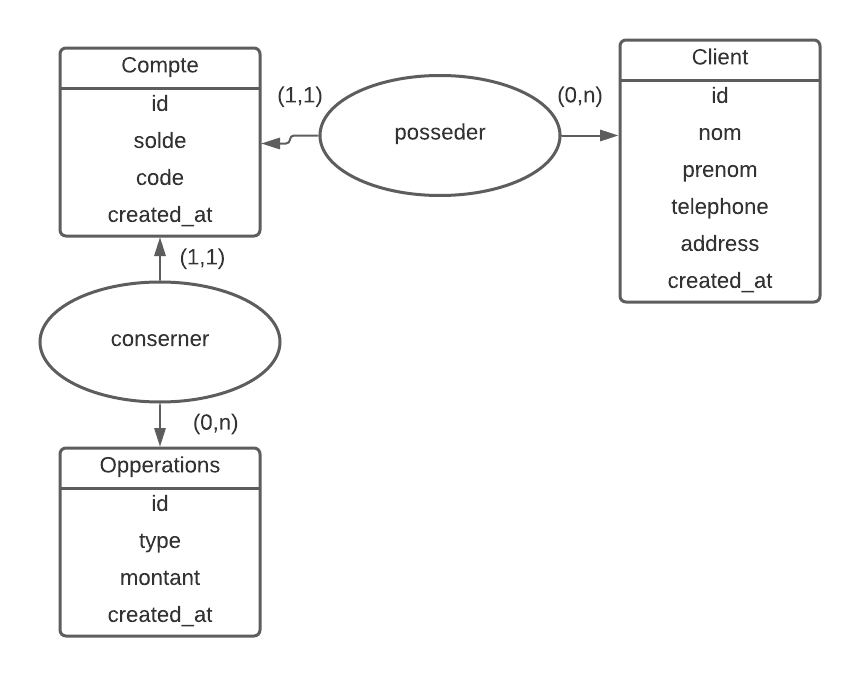 Compte
id
solde
code
created_at
(1,1)
posseder
(0,n)
Client
id
nom
prenom
telephone
address
created_at
(1,1)
conserner
(0,n)
Opperations
id
type
montant
created_at